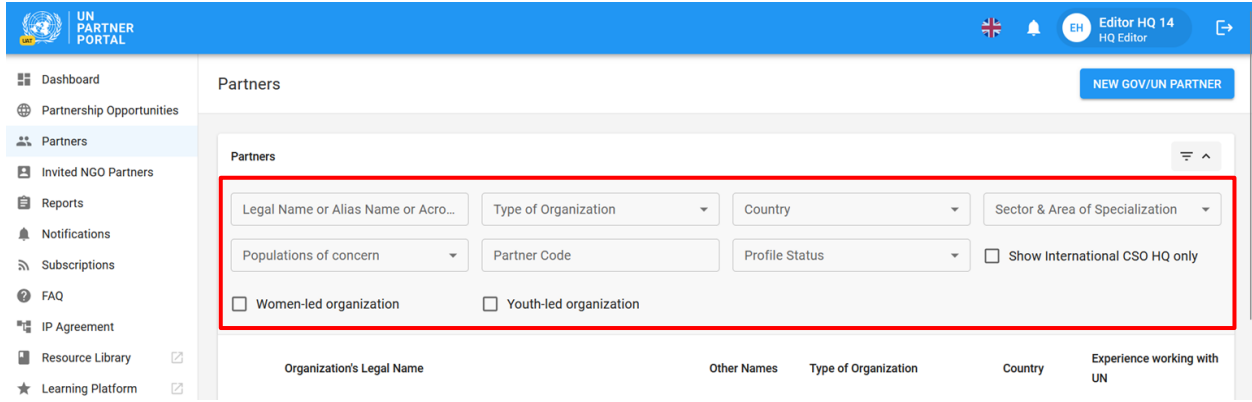 UN
PARTNER
PORTAL
UAT
EH
Editor HQ 14
HQ Editor
Dashboard
Partnership Opportunities
Partners
Invited NGO Partners
Reports
Notifications
Subscriptions
FAQ
IP Agreement
Resource Library
Learning Platform
Partners
NEW GOV/UN PARTNER
Partners
Legal Name or Alias Name or Acro...
Type of Organization
Country
Sector & Area of Specialization
Populations of concern
Partner Code
Profile Status
Show International CSO HQ only
Women-led organization
Youth-led organization
Organization's Legal Name
Other Names
Type of Organization
Country
Experience working with
UN